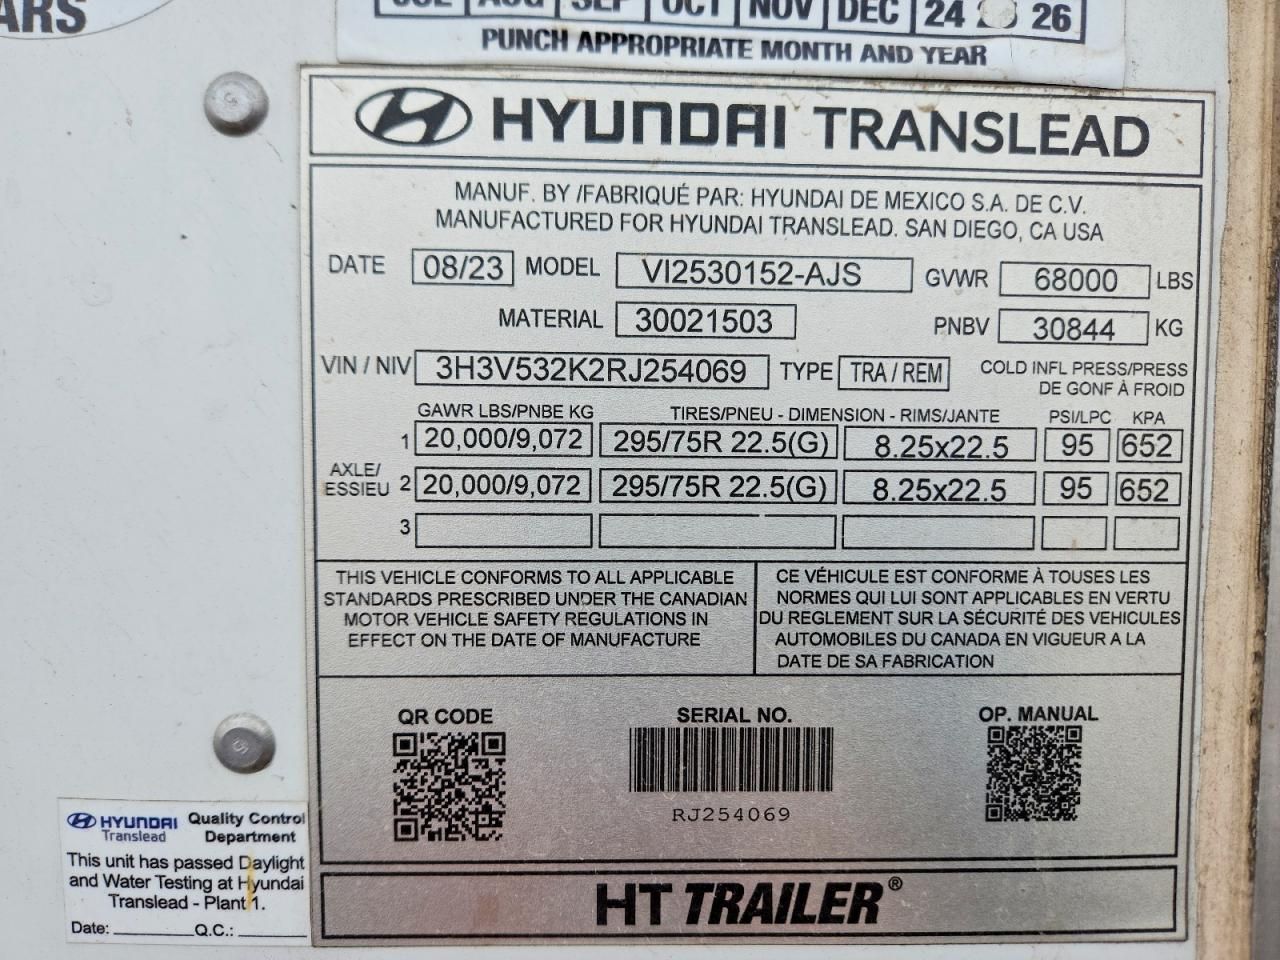 ARS
AUG SEP OCT NOV DEC 24 26
PUNCH APPROPRIATE MONTH AND YEAR
HYUNDAI TRANSLEAD
MANUF. BY /FABRIQUÉ PAR: HYUNDAI DE MEXICO S.A. DE C.V.
MANUFACTURED FOR HYUNDAI TRANSLEAD. SAN DIEGO, CA USA
DATE 08/23 MODEL VI2530152-AJS GVWR 68000 LBS
MATERIAL 30021503 PNBV 30844 KG
VIN / NIV 3H3V532K2RJ254069 TYPE TRA / REM COLD INFL PRESS/PRESS
DE GONF À FROID
GAWR LBS/PNBE KG TIRES/PNEU - DIMENSION - RIMS/JANTE PSI/LPC KPA
1 20,000/9,072 295/75R 22.5(G) 8.25x22.5 95 652
AXLE/
ESSIEU 2 20,000/9,072 295/75R 22.5(G) 8.25x22.5 95 652
3
THIS VEHICLE CONFORMS TO ALL APPLICABLE
STANDARDS PRESCRIBED UNDER THE CANADIAN
MOTOR VEHICLE SAFETY REGULATIONS IN
EFFECT ON THE DATE OF MANUFACTURE
CE VÉHICULE EST CONFORME À TOUSES LES
NORMES QUI LUI SONT APPLICABLES EN VERTU
DU REGLEMENT SUR LA SÉCURITÉ DES VEHICULES
AUTOMOBILES DU CANADA EN VIGUEUR A LA
DATE DE SA FABRICATION
QR CODE SERIAL NO. OP. MANUAL
RJ254069
HT TRAILER®
HYUNDAI Translead
Quality Control
Department
This unit has passed Daylight
and Water Testing at Hyundai
Translead - Plant 1.
Date: Q.C.: